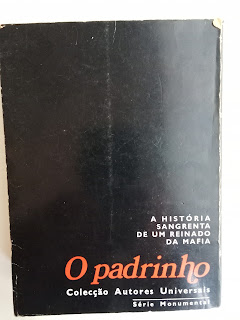 A HISTÓRIA
SANGRENTA
DE UM REINADO
DA MAFIA
O padrinho
Colecção Autores Universais
Série Monumental